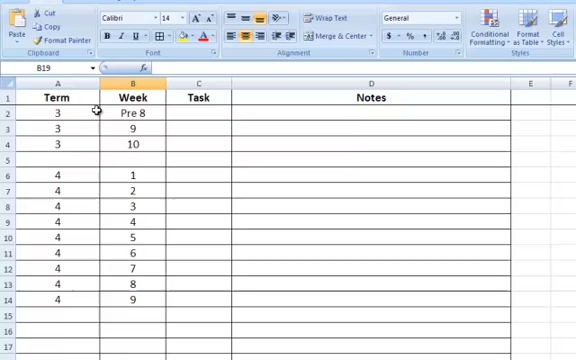 Cut
Copy
Format Painter
Paste
Clipboard
Calibri 14 A A
B I U A
Font
Wrap Text
Merge & Center
Alignment
General
$ % ,
Number
Conditional Formatting
Format as Table
Cell Styles
Styles
B19 fx
A B C D E F
1 Term Week Task Notes
2 3 Pre 8
3 3 9
4 3 10
5
6 4 1
7 4 2
8 4 3
9 4 4
10 4 5
11 4 6
12 4 7
13 4 8
14 4 9
15
16
17